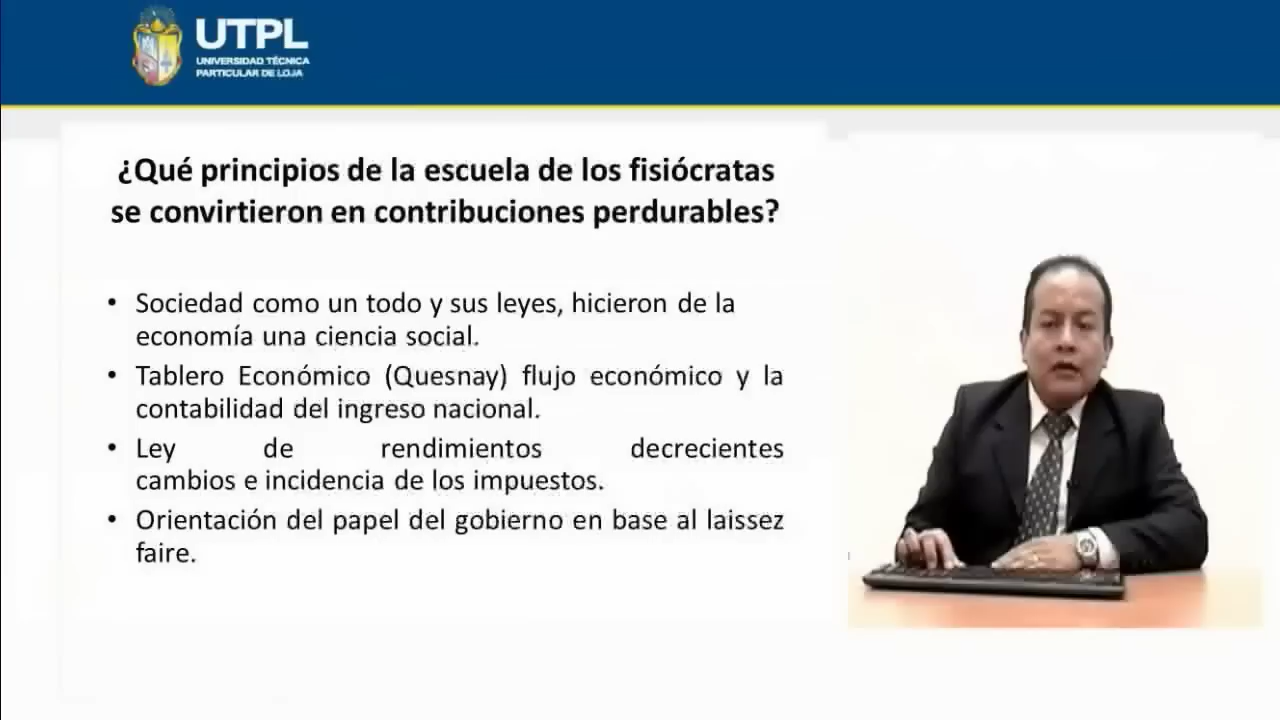 UTPL
UNIVERSIDAD TÉCNICA
PARTICULAR DE LOJA
¿Qué principios de la escuela de los fisiócratas
se convirtieron en contribuciones perdurables?
• Sociedad como un todo y sus leyes, hicieron de la
economía una ciencia social.
• Tablero Económico (Quesnay) flujo económico y la
contabilidad del ingreso nacional.
• Ley de rendimientos decrecientes
cambios e incidencia de los impuestos.
• Orientación del papel del gobierno en base al laissez
faire.